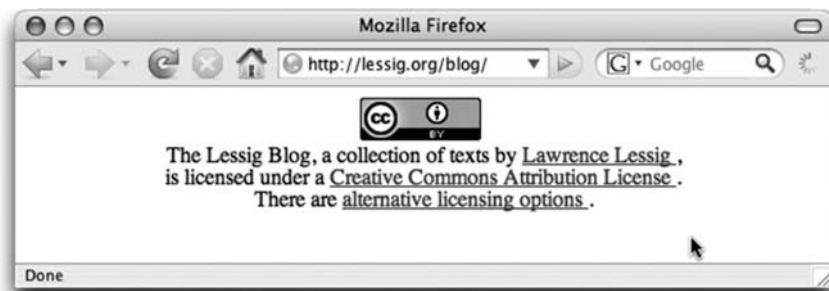 Mozilla Firefox
http://lessig.org/blog/ G Google
cc
BY
The Lessig Blog, a collection of texts by Lawrence Lessig ,
is licensed under a Creative Commons Attribution License .
There are alternative licensing options .
Done